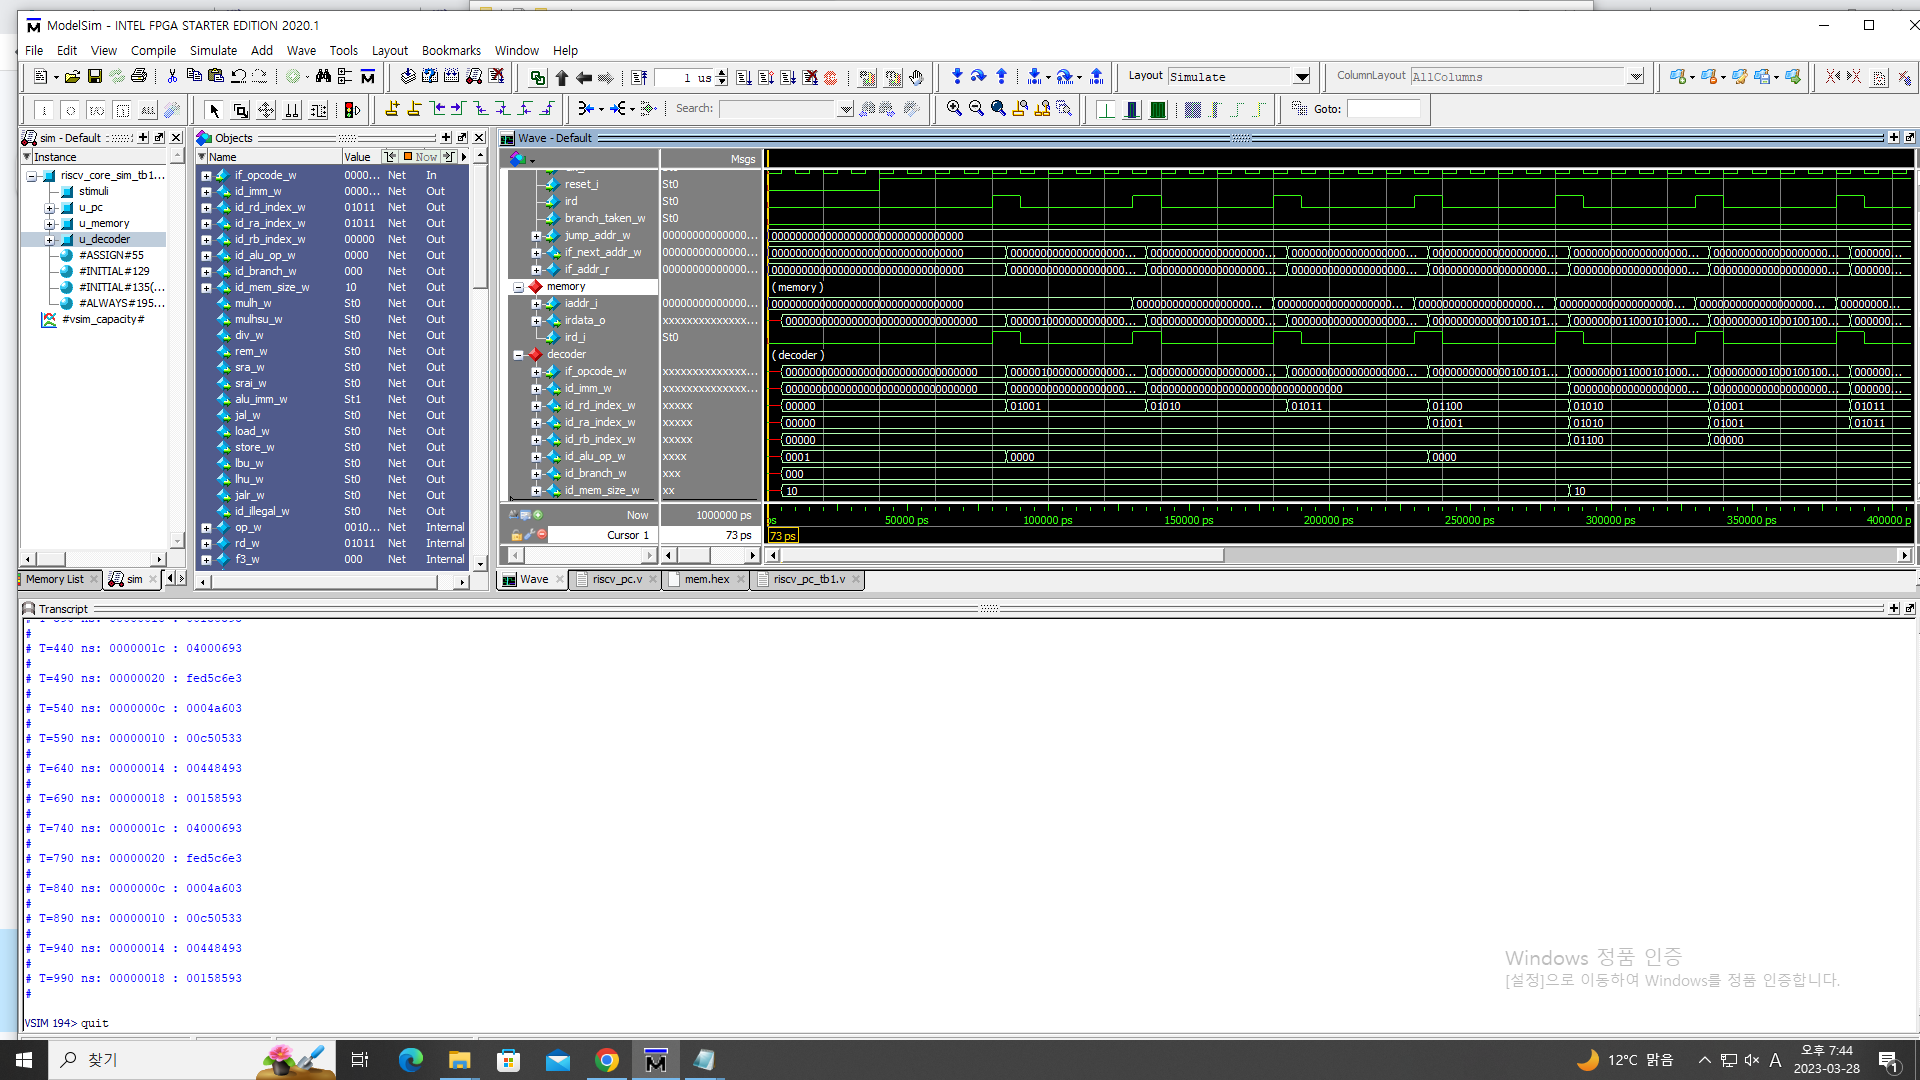 ModelSim - INTEL FPGA STARTER EDITION 2020.1
File Edit View Compile Simulate Add Wave Tools Layout Bookmarks Window Help
1 us
Layout Simulate
ColumnLayout AllColumns
Search:
Goto:
sim - Default
Instance
riscv_core_sim_tb1...
stimuli
u_pc
u_memory
u_decoder
#ASSIGN#55
#INITIAL#129
#INITIAL#135(...
#ALWAYS#195...
#vsim_capacity#
Memory List
sim
Objects
Name Value Now
if_opcode_w 0000... Net In
id_imm_w 0000... Net Out
id_rd_index_w 01011 Net Out
id_ra_index_w 01011 Net Out
id_rb_index_w 00000 Net Out
id_alu_op_w 0000 Net Out
id_branch_w 000 Net Out
id_mem_size_w 10 Net Out
mulh_w St0 Net Out
mulhsu_w St0 Net Out
div_w St0 Net Out
rem_w St0 Net Out
sra_w St0 Net Out
srai_w St0 Net Out
alu_imm_w St1 Net Out
jal_w St0 Net Out
load_w St0 Net Out
store_w St0 Net Out
lbu_w St0 Net Out
lhu_w St0 Net Out
jalr_w St0 Net Out
id_illegal_w St0 Net Out
op_w 0010... Net Internal
rd_w 01011 Net Internal
f3_w 000 Net Internal
Wave - Default
Msgs
reset_i St0
ird St0
branch_taken_w St0
jump_addr_w 00000000000000... 00000000000000000000000000000000
if_next_addr_w 00000000000000...
if_addr_r 00000000000000...
memory (memory)
iaddr_i 00000000000000...
irdata_o xxxxxxxxxxxxxx...
ird_i St0
decoder (decoder)
if_opcode_w xxxxxxxxxxxxxx...
id_imm_w xxxxxxxxxxxxxx...
id_rd_index_w xxxxx 00000 01001 01010 01011 01100 01010 01001 01011
id_ra_index_w xxxxx 00000 01001 01010 01001 01011
id_rb_index_w xxxxx 00000 01100 00000
id_alu_op_w xxxx 0001 0000 0000
id_branch_w xxx 000
id_mem_size_w xx 10 10
Now 1000000 ps
50000 ps 100000 ps 150000 ps 200000 ps 250000 ps 300000 ps 350000 ps 400000 p
Cursor 1 73 ps 73 ps
Wave riscv_pc.v mem.hex riscv_pc_tb1.v
Transcript
#
# T=440 ns: 0000001c : 04000693
#
# T=490 ns: 00000020 : fed5c6e3
#
# T=540 ns: 0000000c : 0004a603
#
# T=590 ns: 00000010 : 00c50533
#
# T=640 ns: 00000014 : 00448493
#
# T=690 ns: 00000018 : 00158593
#
# T=740 ns: 0000001c : 04000693
#
# T=790 ns: 00000020 : fed5c6e3
#
# T=840 ns: 0000000c : 0004a603
#
# T=890 ns: 00000010 : 00c50533
#
# T=940 ns: 00000014 : 00448493
#
# T=990 ns: 00000018 : 00158593
#
VSIM 194> quit
Windows 정품 인증
[설정]으로 이동하여 Windows를 정품 인증합니다.
찾기
12°C 맑음
A
오후 7:44
2023-03-28
1